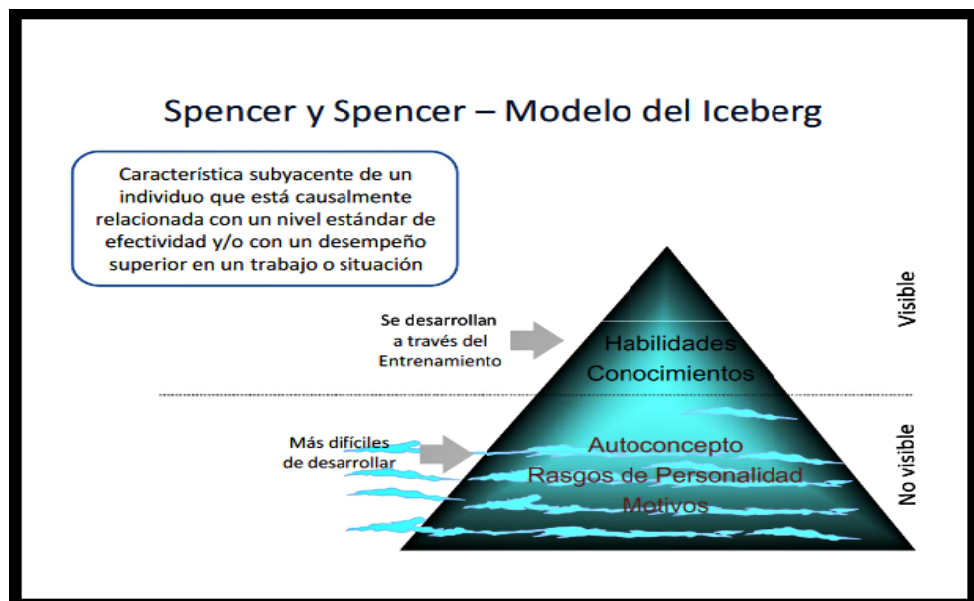 Spencer y Spencer – Modelo del Iceberg
Característica subyacente de un
individuo que está causalmente
relacionada con un nivel estándar de
efectividad y/o con un desempeño
superior en un trabajo o situación
Se desarrollan
a través del
Entrenamiento
Habilidades
Conocimientos
Visible
Más difíciles
de desarrollar
Autoconcepto
Rasgos de Personalidad
Motivos
No visible